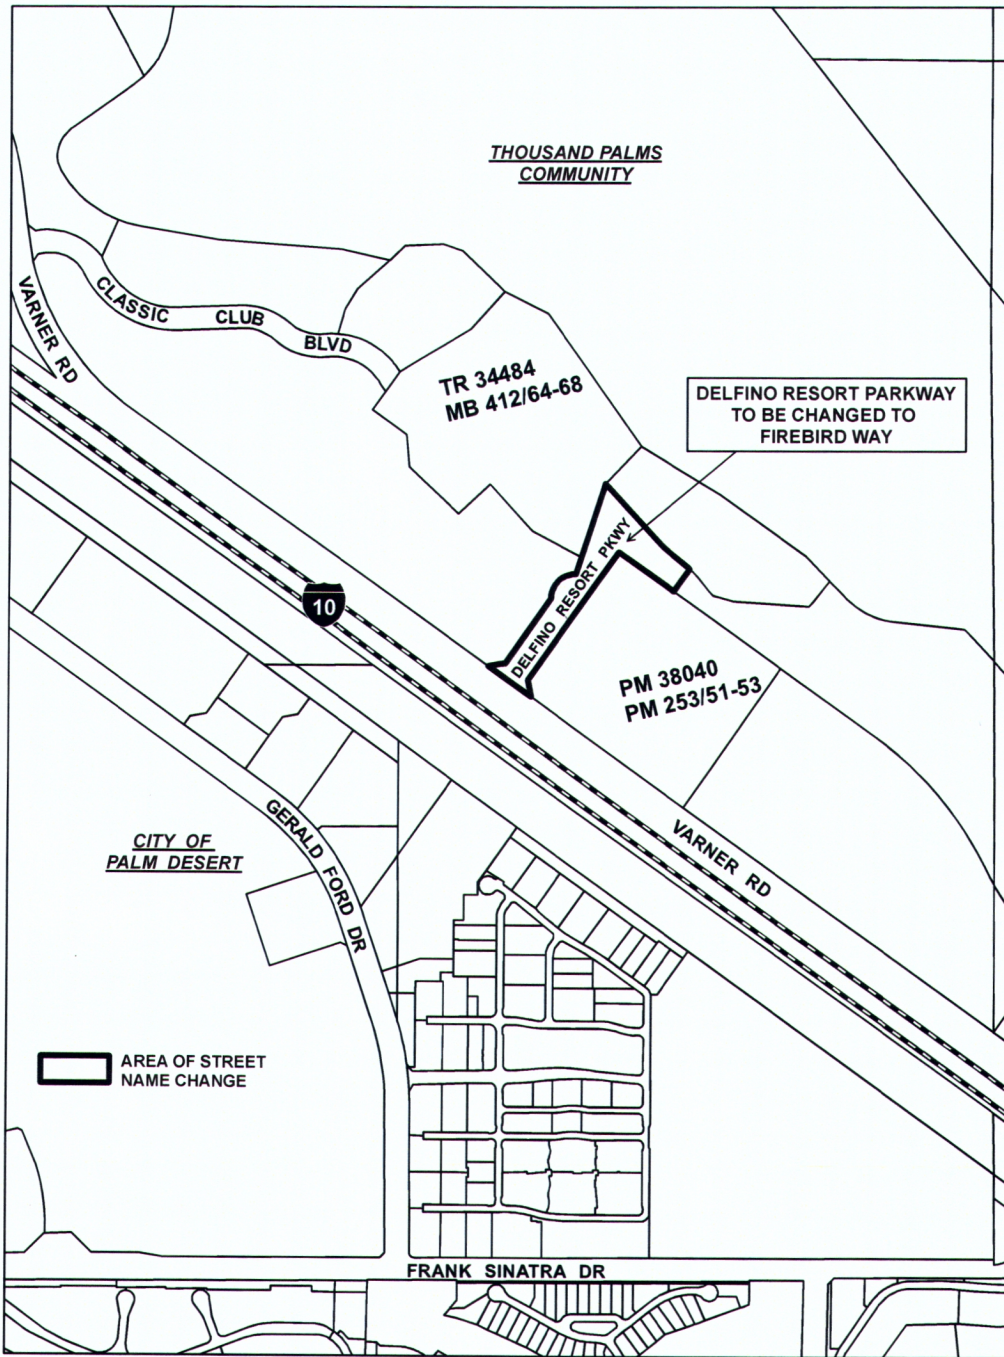 THOUSAND PALMS
COMMUNITY
VARNER RD
CLASSIC CLUB BLVD
TR 34484
MB 412/64-68
DELFINO RESORT PARKWAY
TO BE CHANGED TO
FIREBIRD WAY
DELFINO RESORT PKWY
10
PM 38040
PM 253/51-53
VARNER RD
GERALD FORD DR
CITY OF
PALM DESERT
AREA OF STREET
NAME CHANGE
FRANK SINATRA DR